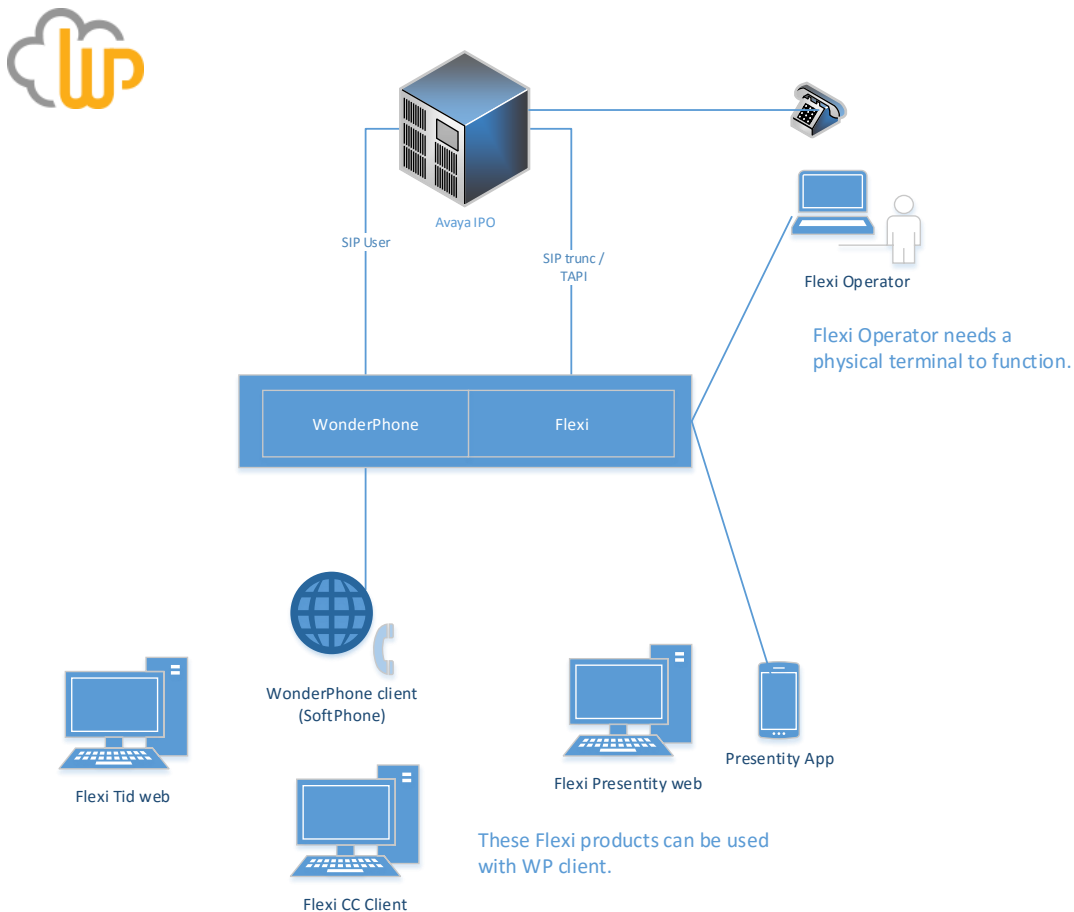 WP
Avaya IPO
SIP User
SIP trunc /
TAPI
Flexi Operator
Flexi Operator needs a
physical terminal to function.
WonderPhone
Flexi
WonderPhone client
(SoftPhone)
Flexi Tid web
Flexi Presentity web
Presentity App
These Flexi products can be used
with WP client.
Flexi CC Client